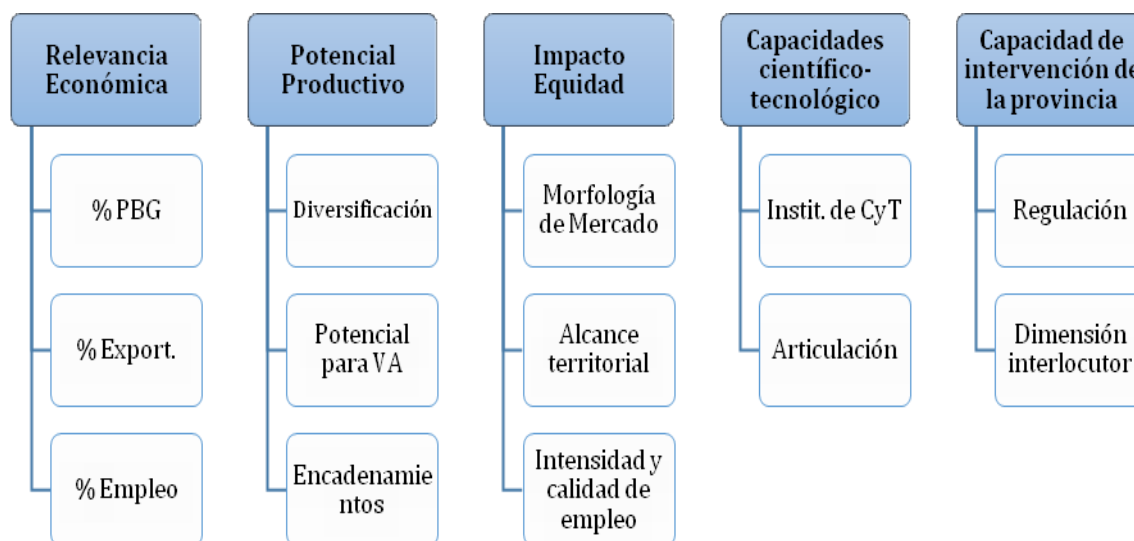 Relevancia
Económica
% PBG
% Export.
% Empleo
Potencial
Productivo
Diversificación
Potencial
para VA
Encadenamie
ntos
Impacto
Equidad
Morfología
de Mercado
Alcance
territorial
Intensidad y
calidad de
empleo
Capacidades
científico-
tecnológico
Instit. de CyT
Articulación
Capacidad de
intervención de
la provincia
Regulación
Dimensión
interlocutor